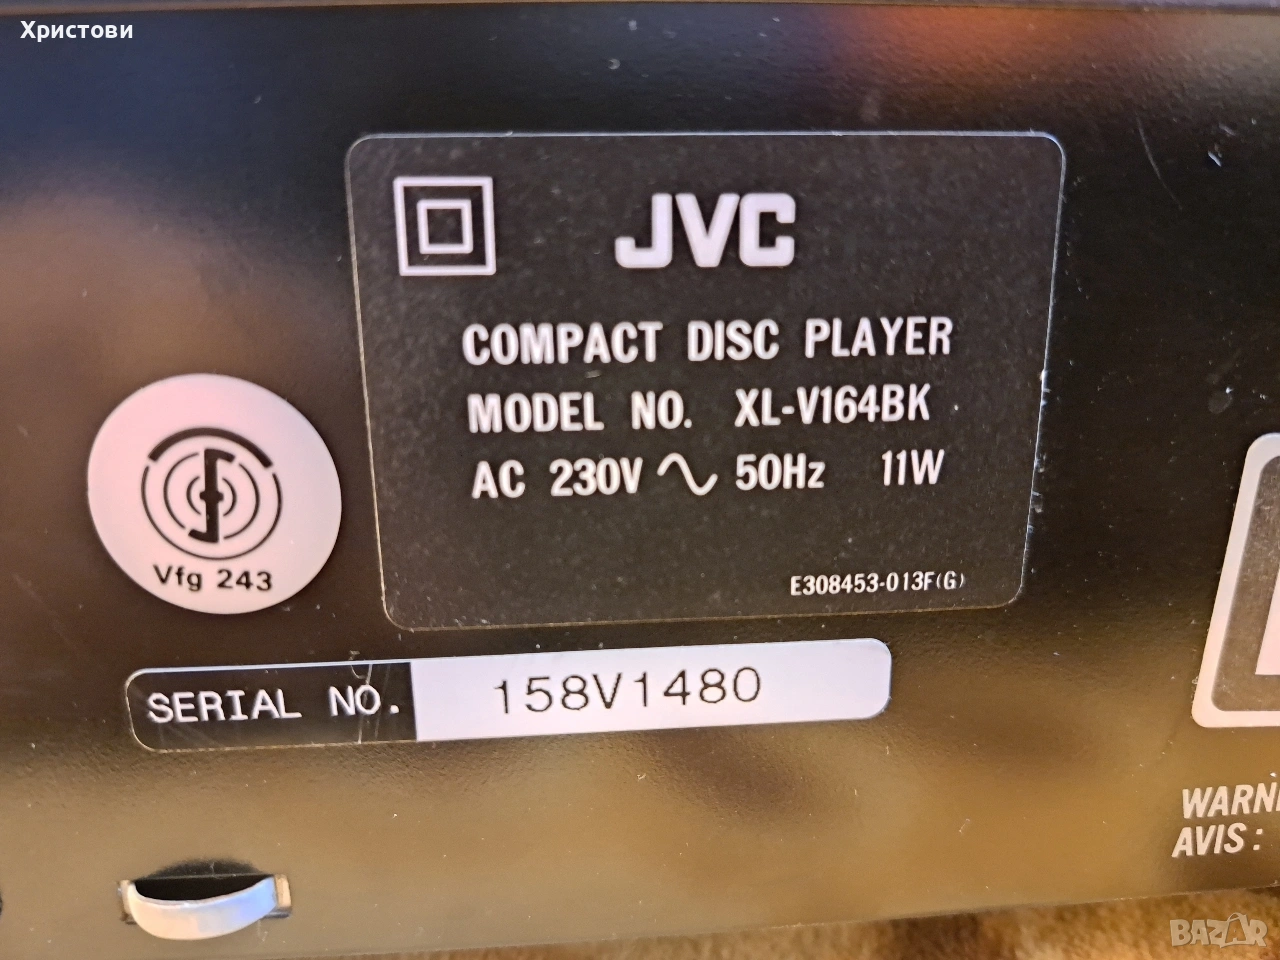 Христови
JVC
COMPACT DISC PLAYER
MODEL NO. XL-V164BK
AC 230V ∿ 50Hz 11W
E308453-013F(G)
Vfg 243
SERIAL NO. 158V1480
AVIS :
BAZAR